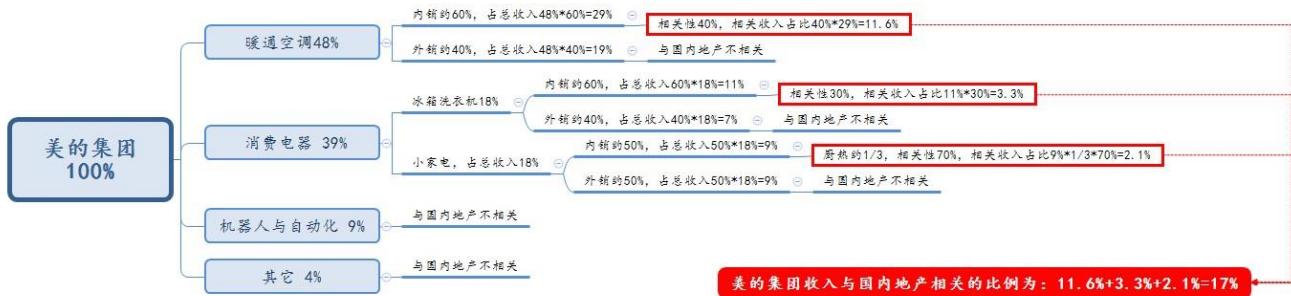 美的集团
100%
暖通空调48%
内销约60%，占总收入48%*60%=29%
相关性40%，相关收入占比40%*29%=11.6%
外销约40%，占总收入48%*40%=19%
与国内地产不相关
消费电器 39%
冰箱洗衣机18%
内销约60%，占总收入60%*18%=11%
相关性30%，相关收入占比11%*30%=3.3%
外销约40%，占总收入40%*18%=7%
与国内地产不相关
小家电，占总收入18%
内销约50%，占总收入50%*18%=9%
厨热约1/3，相关性70%，相关收入占比9%*1/3*70%=2.1%
外销约50%，占总收入50%*18%=9%
与国内地产不相关
机器人与自动化 9%
与国内地产不相关
其它 4%
与国内地产不相关
美的集团收入与国内地产相关的比例为：11.6%+3.3%+2.1%=17%